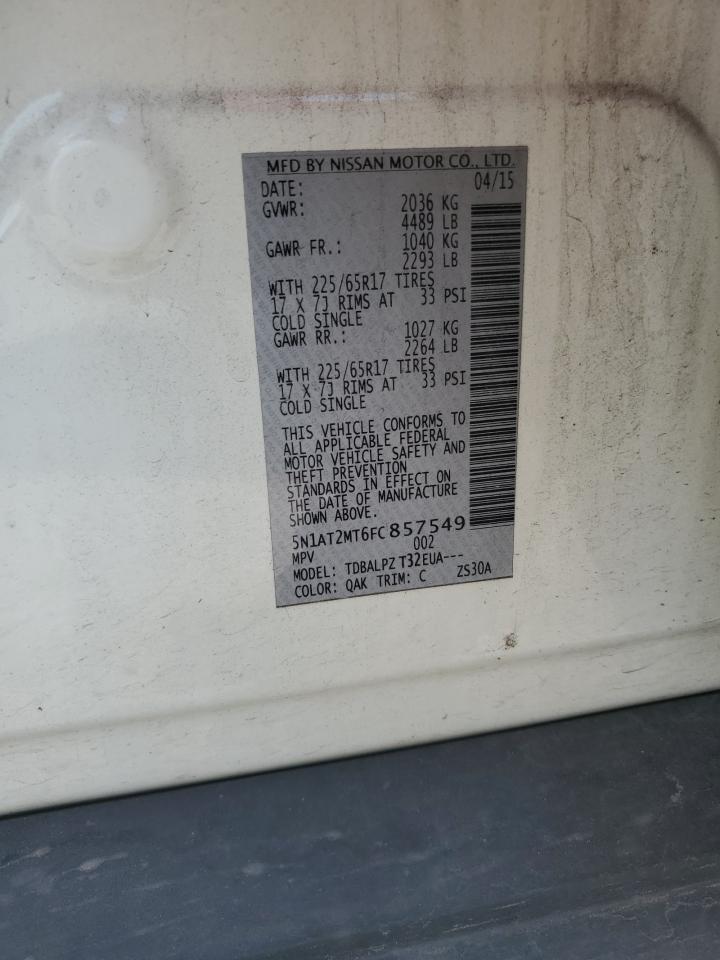 MFD BY NISSAN MOTOR CO., LTD.
DATE: 04/15
GVWR: 2036 KG
4489 LB
GAWR FR.: 1040 KG
2293 LB
WITH 225/65R17 TIRES
17 X 7J RIMS AT 33 PSI
COLD SINGLE
GAWR RR.: 1027 KG
2264 LB
WITH 225/65R17 TIRES
17 X 7J RIMS AT 33 PSI
COLD SINGLE
THIS VEHICLE CONFORMS TO
ALL APPLICABLE FEDERAL
MOTOR VEHICLE SAFETY AND
THEFT PREVENTION
STANDARDS IN EFFECT ON
THE DATE OF MANUFACTURE
SHOWN ABOVE.
5N1AT2MT6FC857549
MPV 002
MODEL: TDBALPZ T32EUA---
COLOR: QAK TRIM: C ZS30A